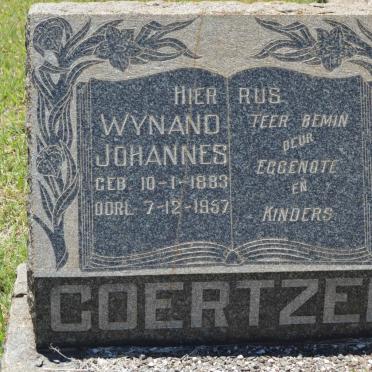 HIER RUS
WYNAND
JOHANNES
GEB. 10-1-1883
OORL. 7-12-1957
TEER BEMIN
DEUR
EGGENOTE
EN
KINDERS
COERTZE